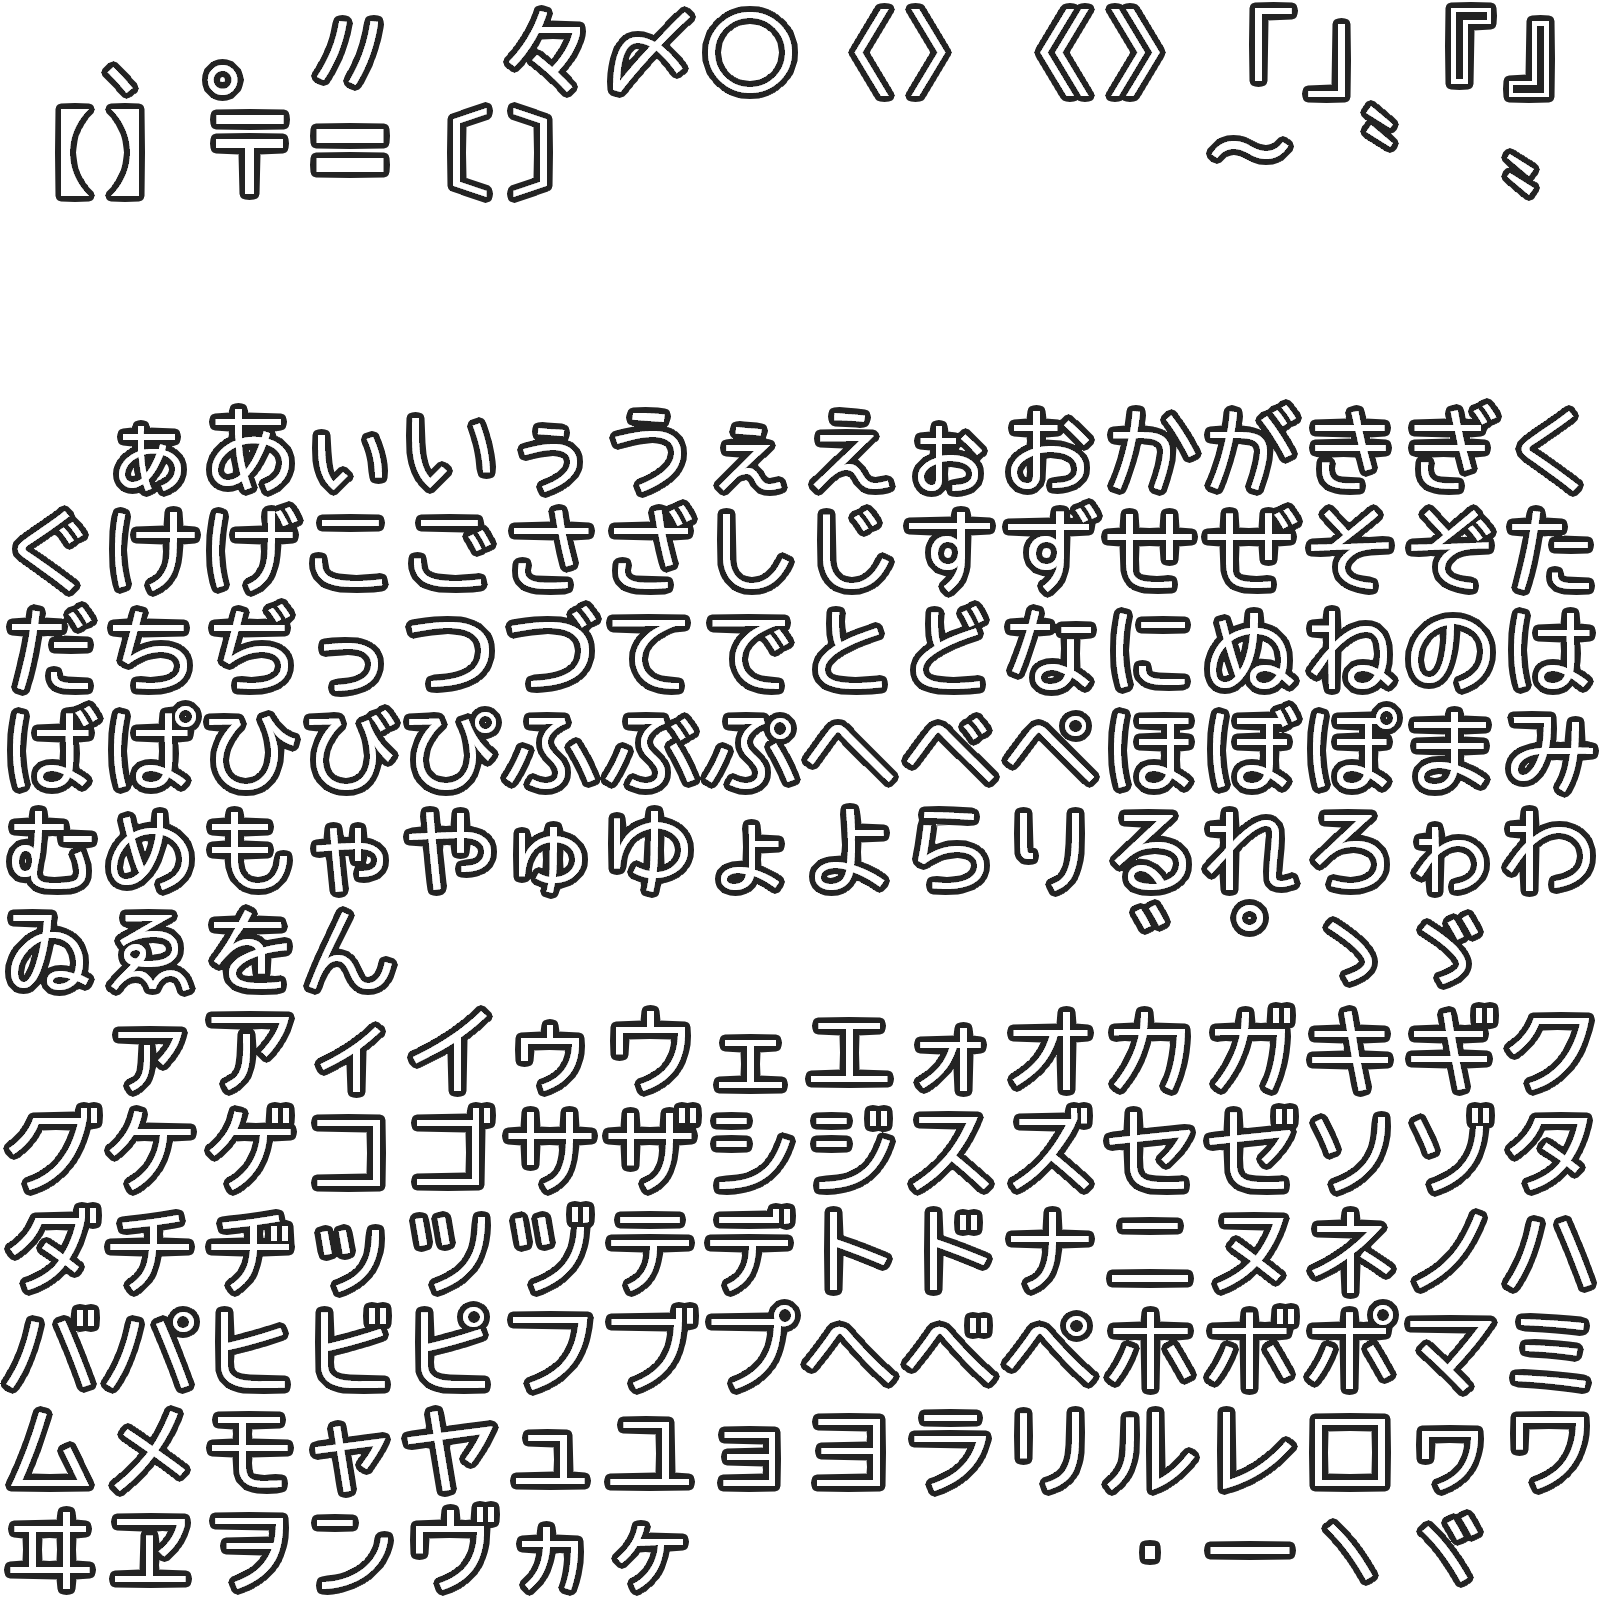 、。〃 々〆〇〈〉《》「」『』
【】〒〓〔〕 〜〝 〟
ぁあぃいぅうぇえぉおかがきぎく
ぐけげこごさざしじすずせぜそぞた
だちぢっつづてでとどなにぬねのは
ばぱひびぴふぶぷへべぺほぼぽまみ
むめもゃやゅゆょよらりるれろゎわ
ゐゑをん ゛゜ゝゞ
ァアィイゥウェエォオカガキギク
グケゲコゴサザシジスズセゼソゾタ
ダチヂッツヅテデトドナニヌネノハ
バパヒビピフブプヘベペホボポマミ
ムメモャヤュユョヨラリルレロヮワ
ヰヱヲンヴヵヶ ・ーヽヾ